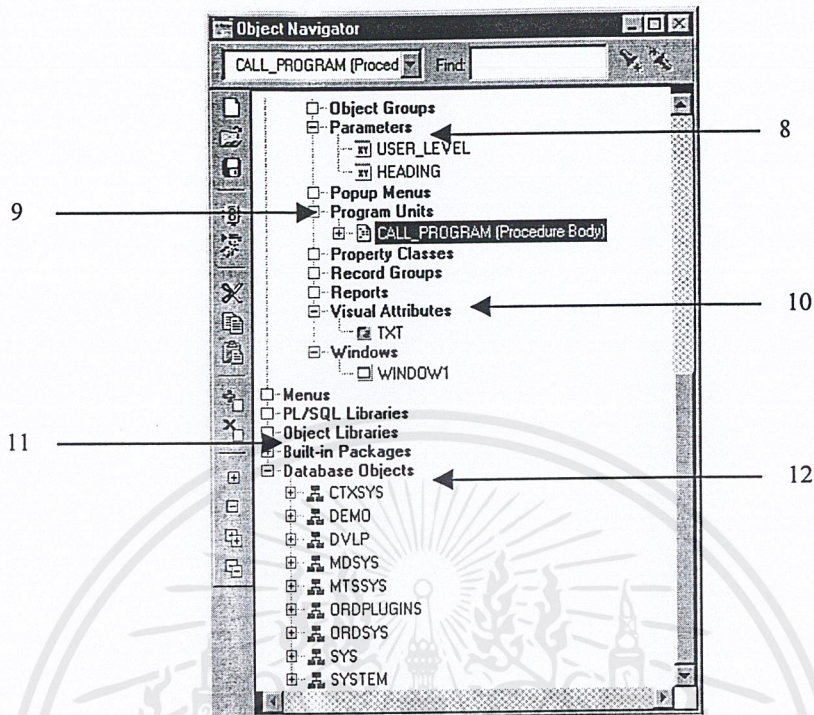 Object Navigator
CALL_PROGRAM (Proced
Find:
Object Groups
Parameters
8
USER_LEVEL
HEADING
Popup Menus
9
Program Units
CALL_PROGRAM (Procedure Body)
Property Classes
Record Groups
Reports
10
Visual Attributes
TXT
Windows
WINDOW1
Menus
PL/SQL Libraries
11
Object Libraries
Built-in Packages
Database Objects
12
CTXSYS
DEMO
DVLP
MDSYS
MTSSYS
ORDPLUGINS
ORDSYS
SYS
SYSTEM